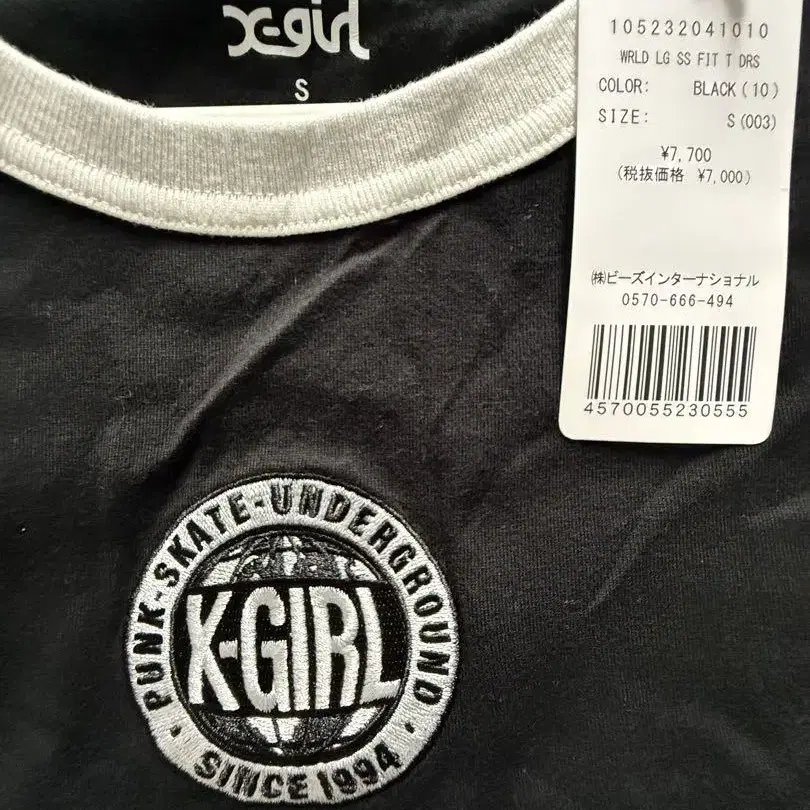 x-girl
S
105232041010
WRLD LG SS FIT T DRS
COLOR: BLACK(10)
SIZE: S(003)
¥7,700
(税抜価格 ¥7,000)
㈱ビーズインターナショナル
0570-666-494
4570055230555
PUNK-SKATE-UNDERGROUND
X-GIRL
· SINCE 1994 ·